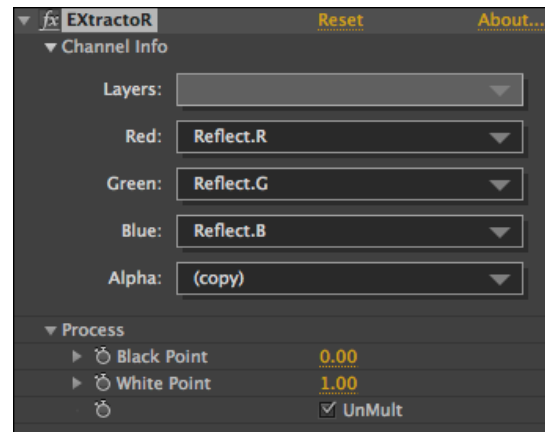 fx EXtractoR Reset About...
Channel Info
Layers:
Red: Reflect.R
Green: Reflect.G
Blue: Reflect.B
Alpha: (copy)
Process
Black Point 0.00
White Point 1.00
UnMult